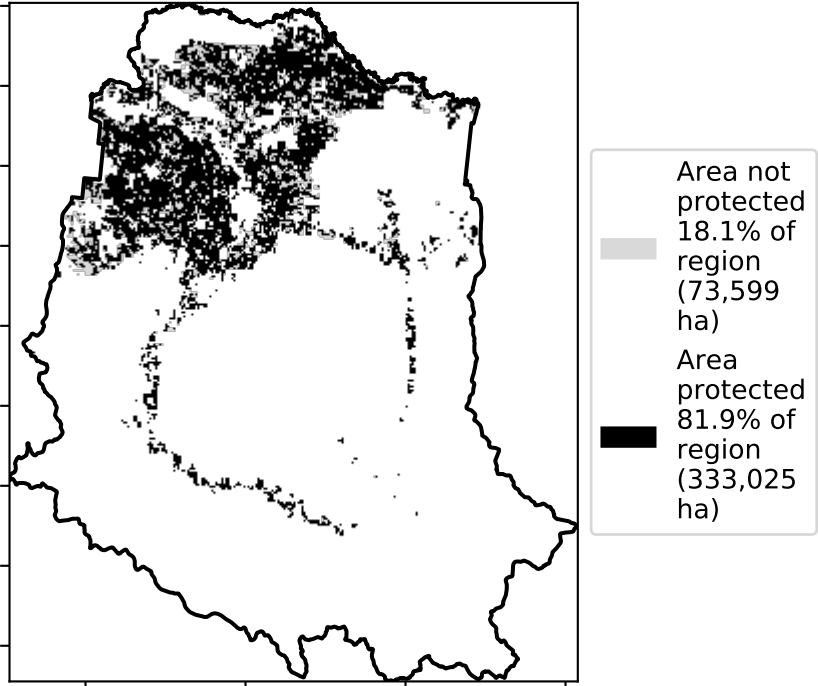 Area not
protected
18.1% of
region
(73,599
ha)
Area
protected
81.9% of
region
(333,025
ha)